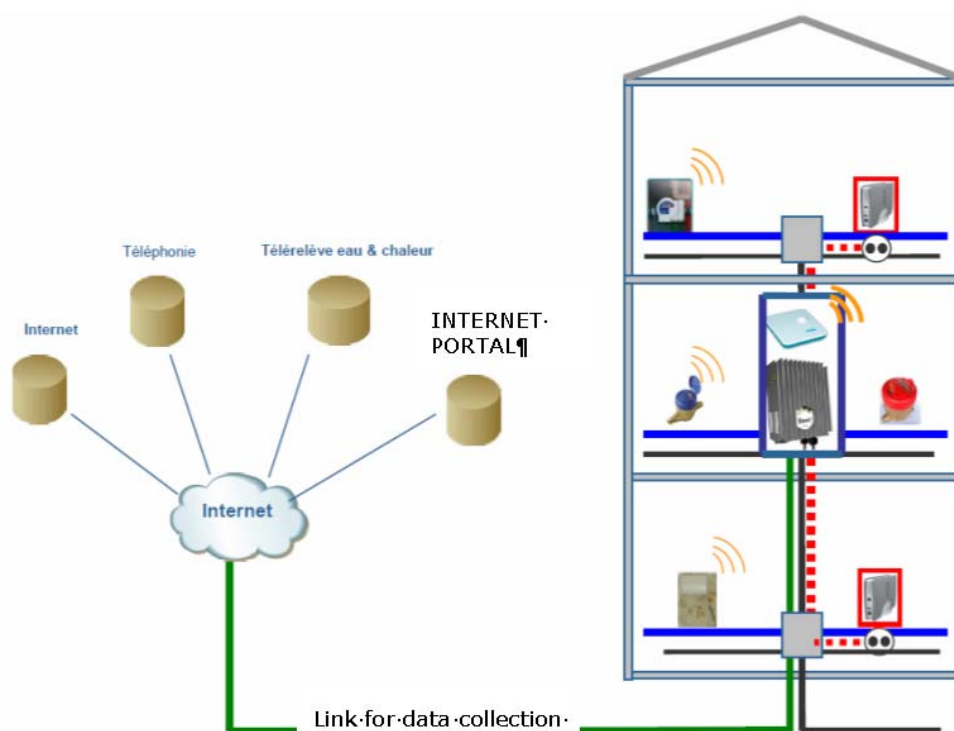 Téléphonie
Télérelève eau & chaleur
Internet
INTERNET·
PORTAL¶
Internet
Link·for·data·collection·